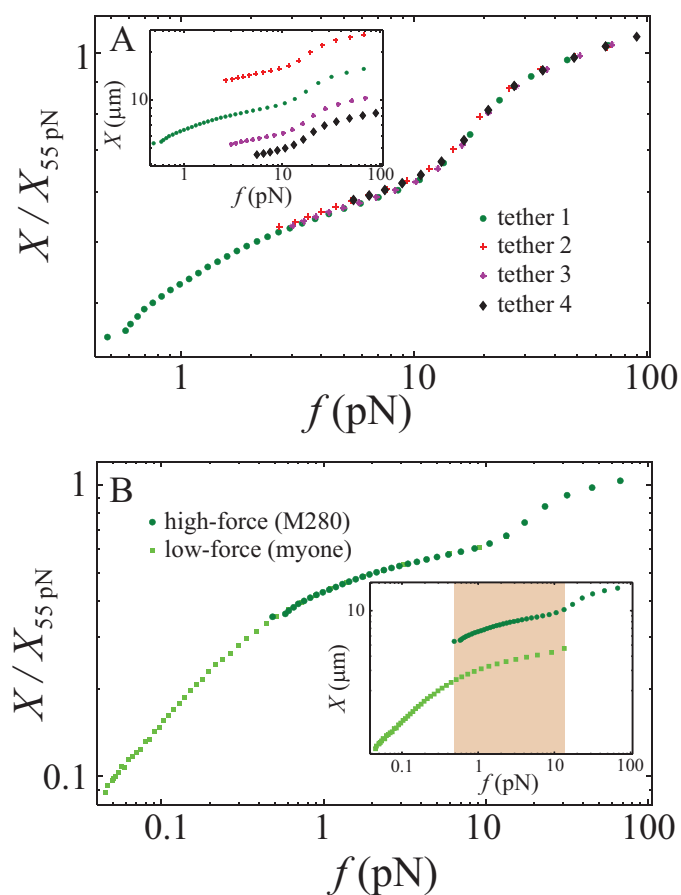 A
1
X / X55 pN
X (μm)
10
1
10
100
f (pN)
tether 1
tether 2
tether 3
tether 4
1
10
100
f (pN)
B
1
high-force (M280)
low-force (myone)
X / X55 pN
X (μm)
10
0.1
1
10
100
f (pN)
0.1
0.1
1
10
100
f (pN)